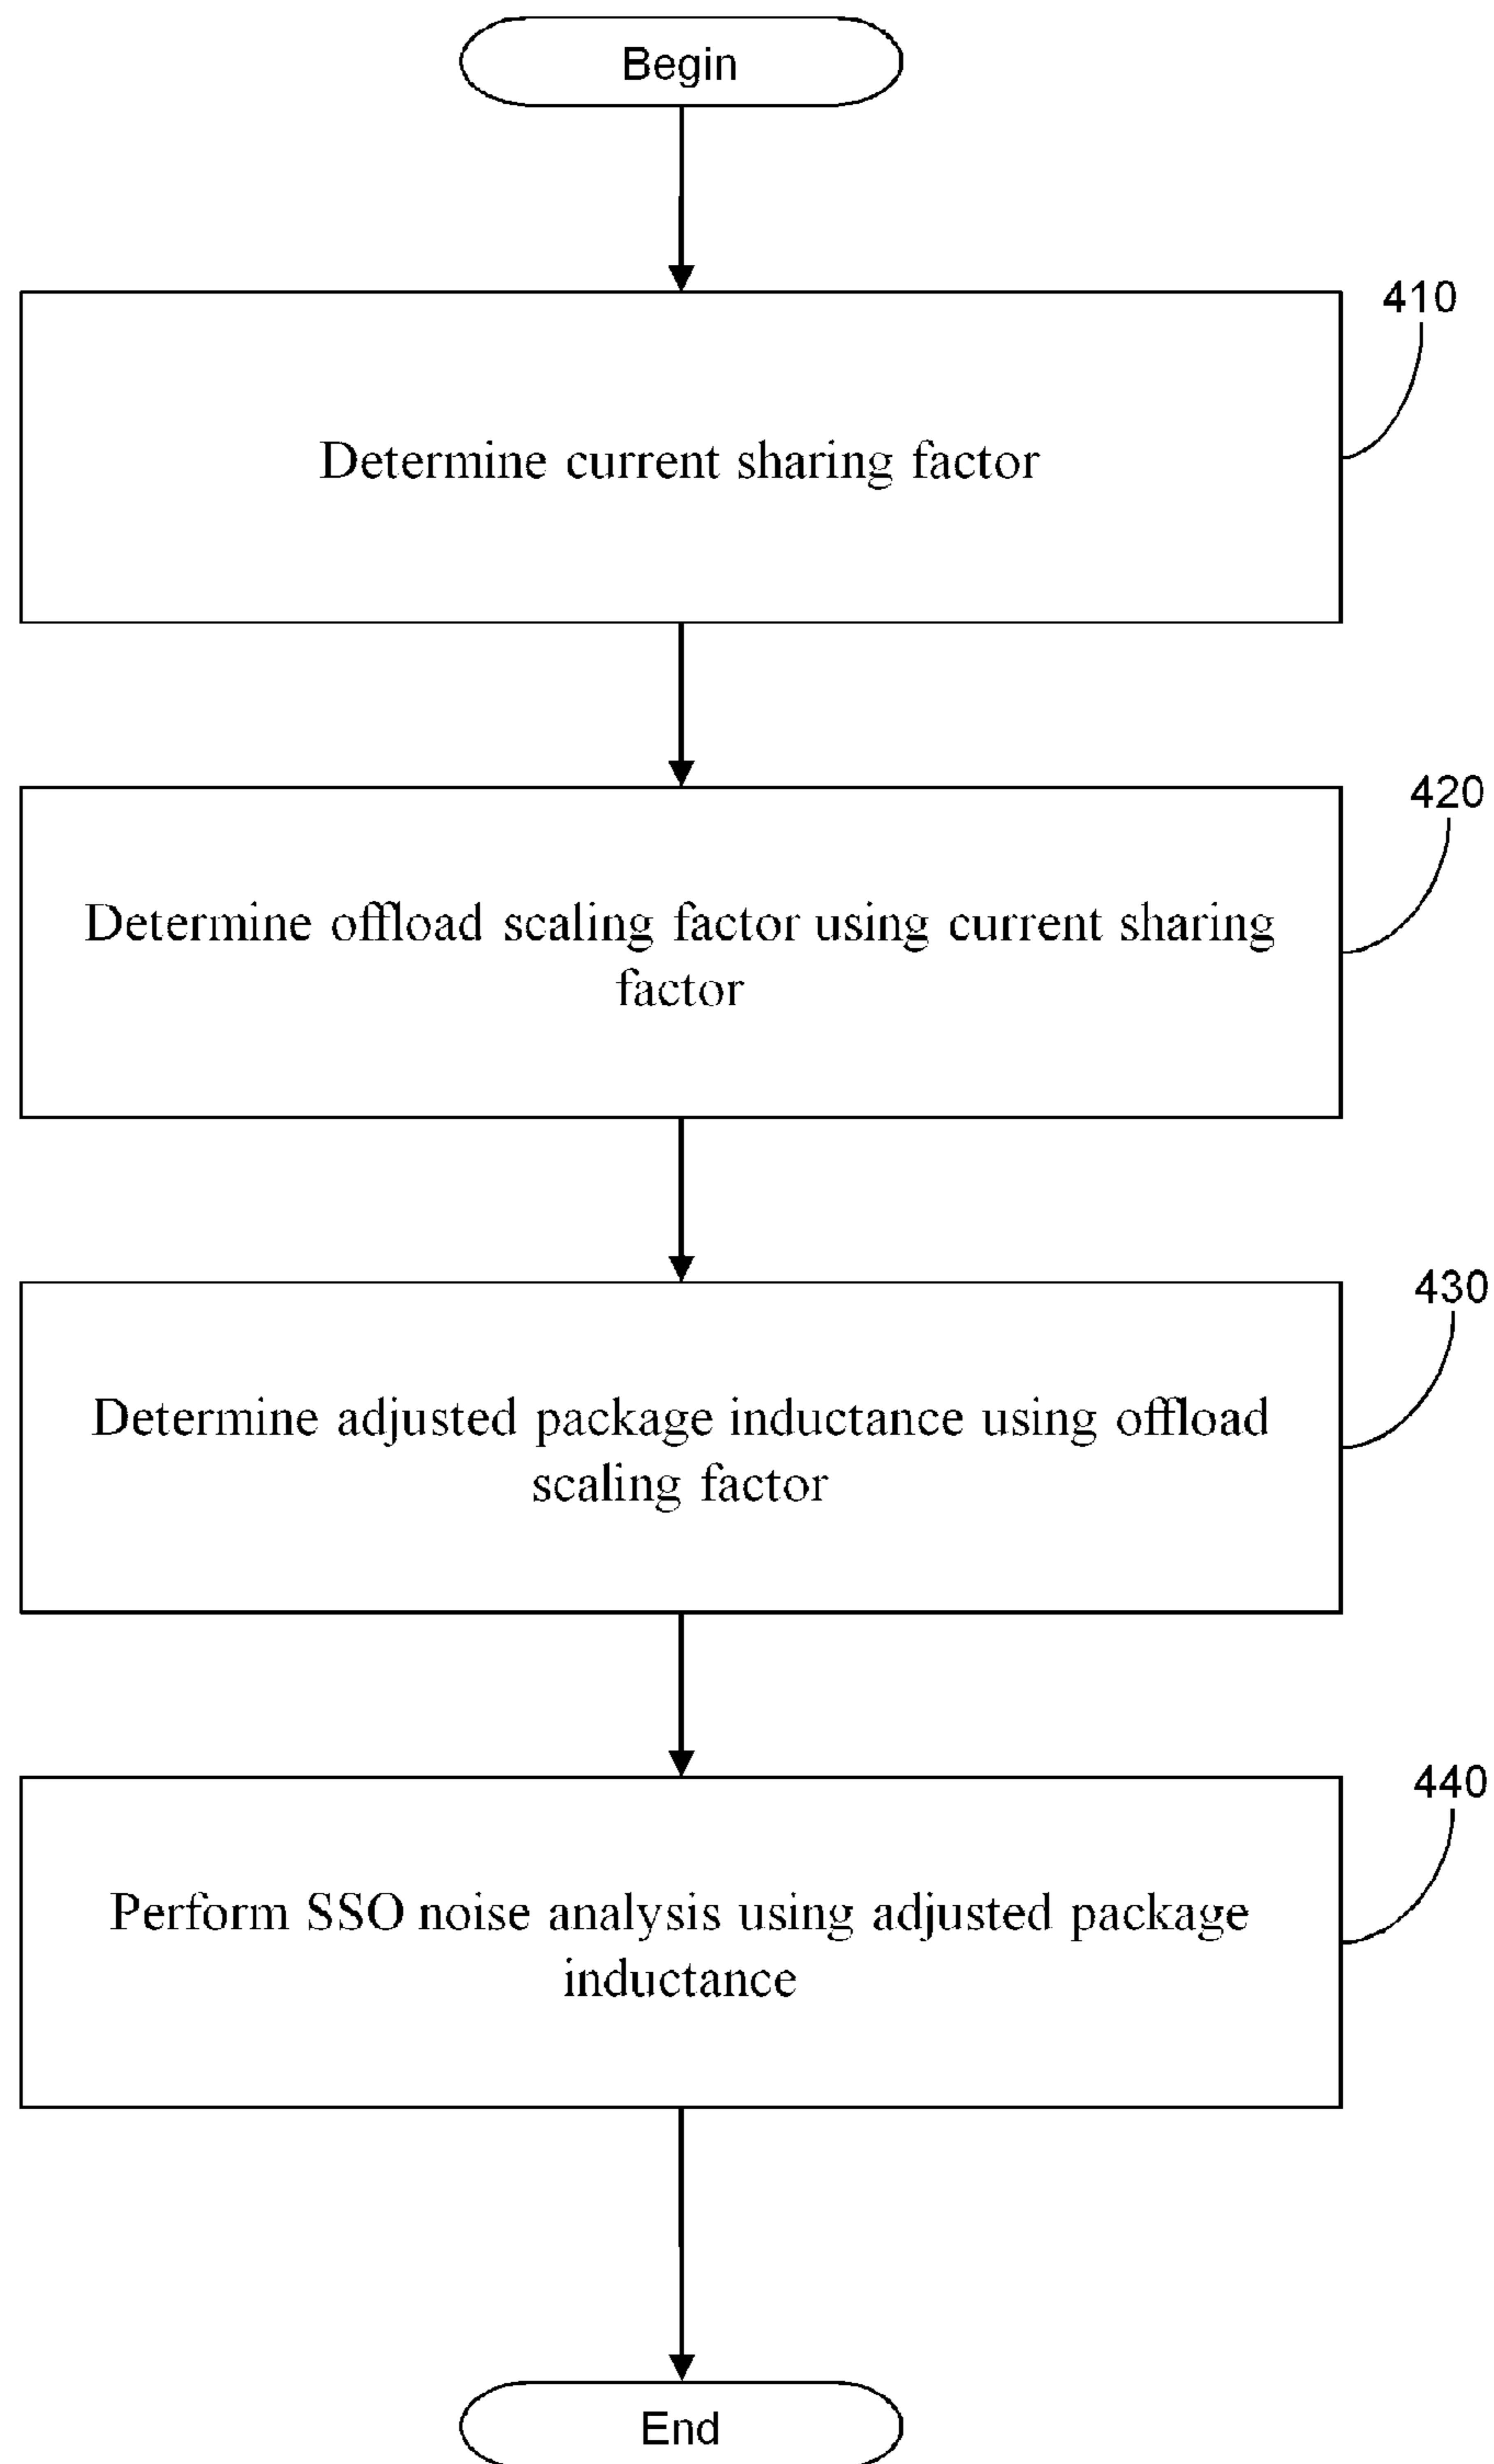 Begin
410
Determine current sharing factor
420
Determine offload scaling factor using current sharing
factor
430
Determine adjusted package inductance using offload
scaling factor
440
Perform SSO noise analysis using adjusted package
inductance
End